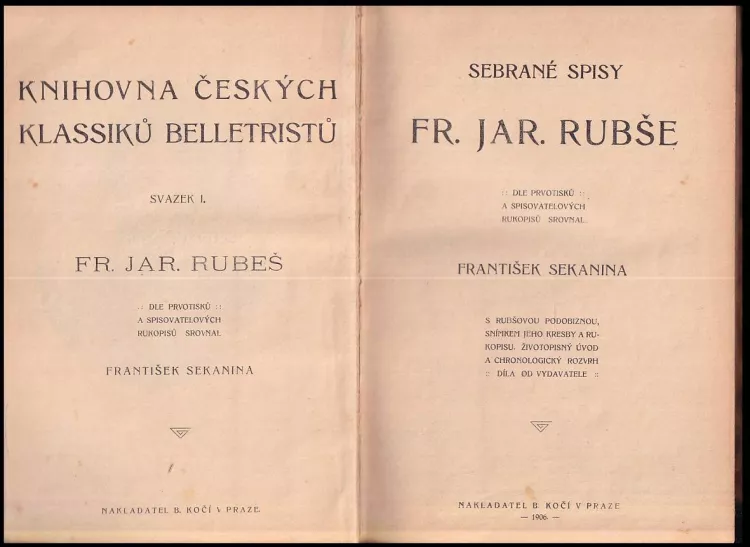 KNIHOVNA ČESKÝCH
KLASSIKŮ BELLETRISTŮ
SVAZEK I.
FR. JAR. RUBEŠ
:: DLE PRVOTISKŮ ::
A SPISOVATELOVÝCH
RUKOPISŮ SROVNAL
FRANTIŠEK SEKANINA
NAKLADATEL B. KOČÍ V PRAZE.
SEBRANÉ SPISY
FR. JAR. RUBŠE
:: DLE PRVOTISKŮ ::
A SPISOVATELOVÝCH
RUKOPISŮ SROVNAL
FRANTIŠEK SEKANINA
S RUBŠOVOU PODOBIZNOU,
SNÍMKEM JEHO KRESBY A RU-
KOPISU. ŽIVOTOPISNÝ ÚVOD
A CHRONOLOGICKÝ ROZVRH
:: DÍLA OD VYDAVATELE ::
NAKLADATEL B. KOČÍ V PRAZE
— 1906. —